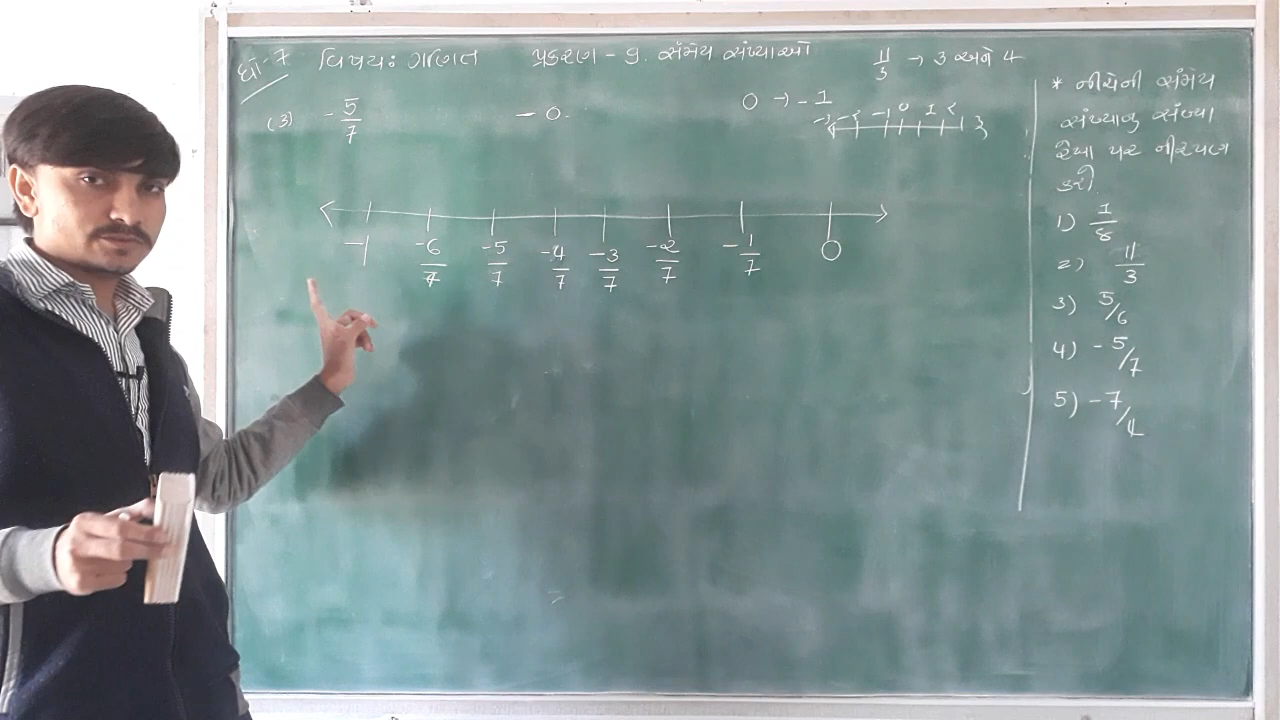 ધો-7 વિષય: ગણિત પ્રકરણ - 9. સંમેય સંખ્યાઓ
11/3 → 3 અને 4
(3) -5/7 -0. 0 → -1
-3 -2 -1 0 1 2 3
-1 -6/7 -5/7 -4/7 -3/7 -2/7 -1/7 0
* નીચેની સંમેય
સંખ્યાનું સંખ્યા
રેખા પર નીરૂપણ
કરો.
1) 1/8
2) 11/3
3) 5/6
4) -5/7
5) -7/4